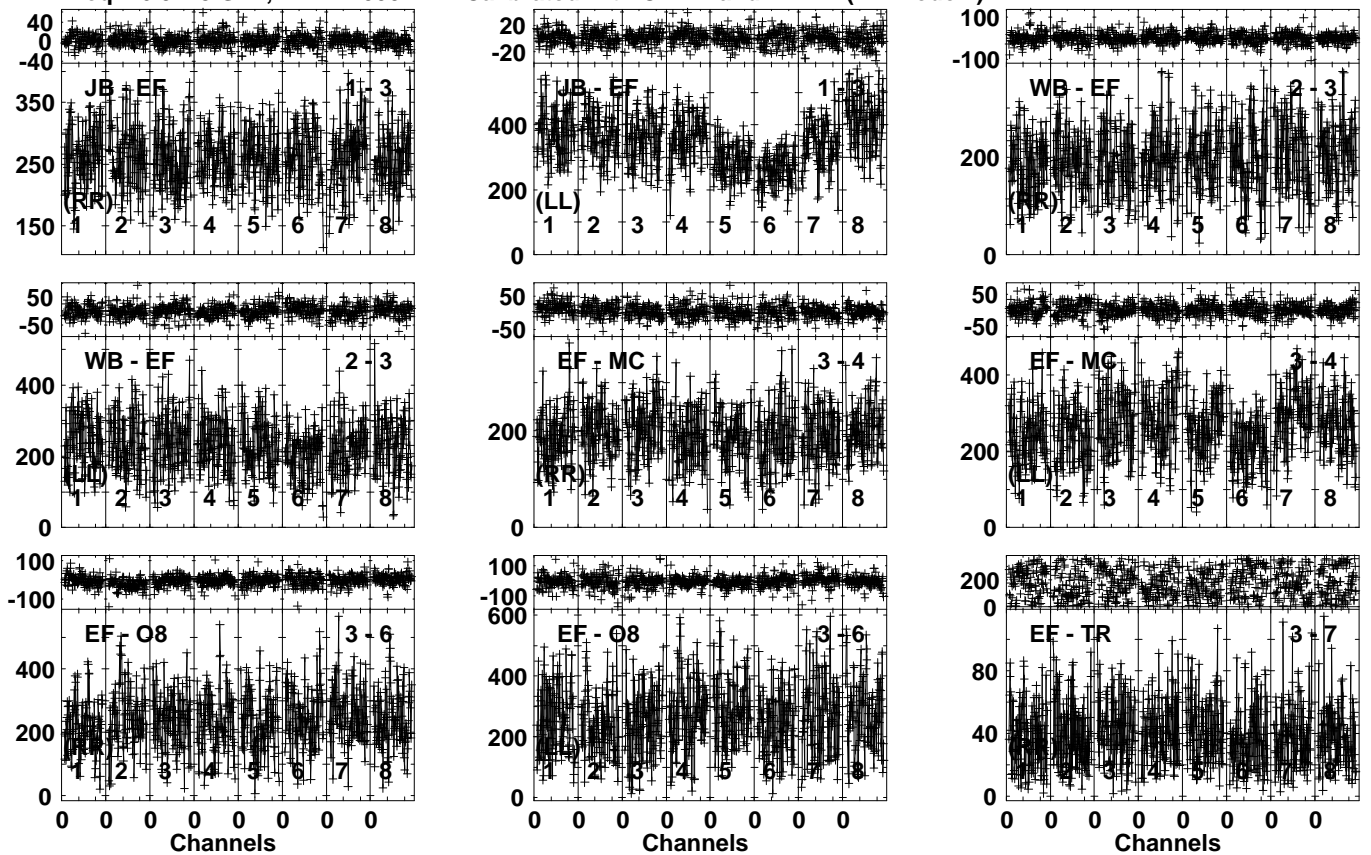 40 0 -40 JB - EF 1 - 3 350 250 150 (RR) 1 2 3 4 5 6 7 8
20 -20 JB - EF 1 - 3 400 200 0 (LL) 1 2 3 4 5 6 7 8
100 -100 WB - EF 2 - 3 200 0 (RR) 1 2 3 4 5 6 7 8
50 -50 WB - EF 2 - 3 400 300 200 100 0 (LL) 1 2 3 4 5 6 7 8
50 -50 EF - MC 3 - 4 200 0 (RR) 1 2 3 4 5 6 7 8
50 -50 EF - MC 3 - 4 400 200 0 (LL) 1 2 3 4 5 6 7 8
100 -100 EF - O8 3 - 6 400 200 0 (RR) 1 2 3 4 5 6 7 8
100 -100 EF - O8 3 - 6 600 400 200 0 (LL) 1 2 3 4 5 6 7 8
200 0 EF - TR 3 - 7 80 40 0 (RR) 1 2 3 4 5 6 7 8
0 0 0 0 0 0 0 0
0 0 0 0 0 0 0 0
0 0 0 0 0 0 0 0
Channels
Channels
Channels